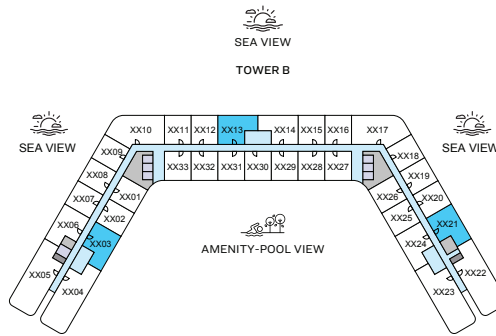 SEA VIEW
TOWER B
SEA VIEW
SEA VIEW
XX10 XX11 XX12 XX13 XX14 XX15 XX16 XX17
XX09 XX18
XX33 XX32 XX31 XX30 XX29 XX28 XX27
XX08 XX19
XX07 XX01 XX26 XX20
XX06 XX02 XX25 XX21
XX03 XX24
XX05 XX22
XX04 XX23
AMENITY-POOL VIEW